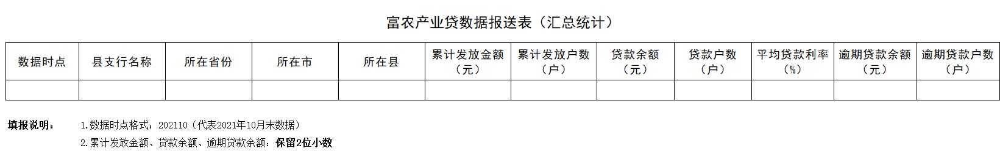 富农产业贷数据报送表（汇总统计）
数据时点 县支行名称 所在省份 所在市 所在县 累计发放金额（元） 累计发放户数（户） 贷款余额（元） 贷款户数（户） 平均贷款利率（%） 逾期贷款余额（元） 逾期贷款户数（户）
填报说明： 1.数据时点格式：202110（代表2021年10月末数据）
2.累计发放金额、贷款余额、逾期贷款余额：保留2位小数